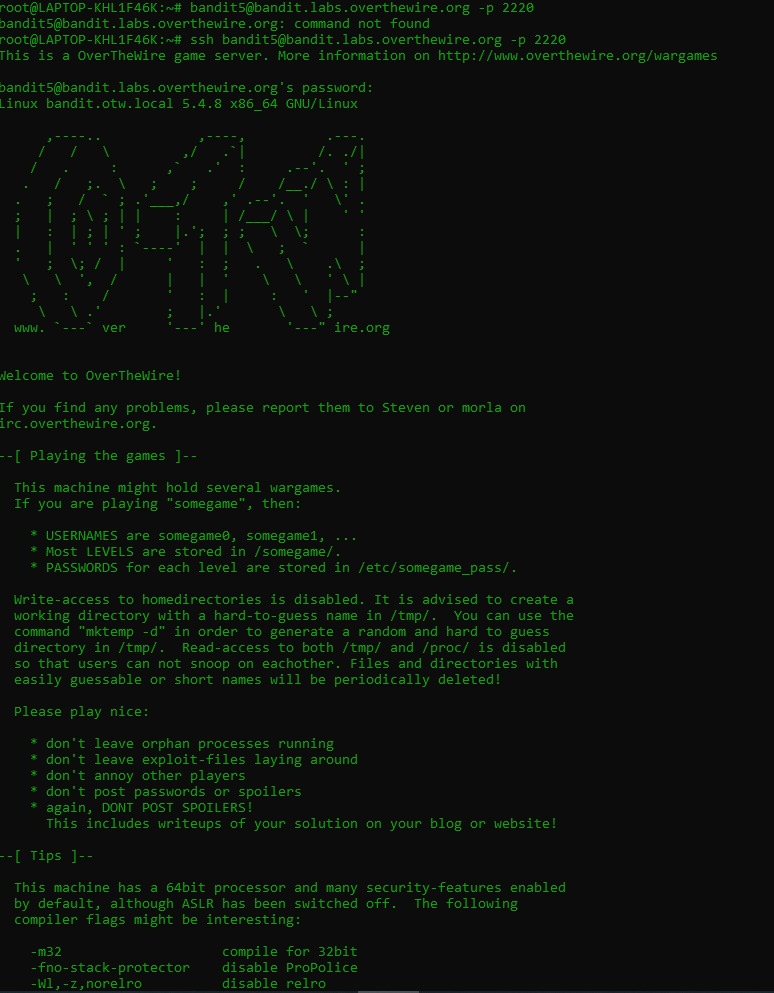 root@LAPTOP-KHL1F46K:~# bandit5@bandit.labs.overthewire.org -p 2220
bandit5@bandit.labs.overthewire.org: command not found
root@LAPTOP-KHL1F46K:~# ssh bandit5@bandit.labs.overthewire.org -p 2220
This is a OverTheWire game server. More information on http://www.overthewire.org/wargames
bandit5@bandit.labs.overthewire.org's password:
Linux bandit.otw.local 5.4.8 x86_64 GNU/Linux
      ,----..            ,----,          .---.
     /   /   \         ,/   .`|         /. ./|
    /   .     :      ,`   .'  :     .--'.  ' ;
   .   /   ;.  \   ;    ;     /    /__./ \ : |
  .   ;   /  ` ; .'___,/    ,' .--'.  '   \' .
  ;   |  ; \ ; | |    :     | /___/ \ |    ' '
  |   :  | ; | ' ;    |.';  ; ;   \  \;      :
  .   |  ' ' ' : `----'  |  |  \   ;  `      |
  '   ;  \; /  |     '   :  ;   .   \    .\  ;
   \   \  ',  /      |   |  '    \   \   ' \ |
    ;   :    /       '   :  |     :   '  |--"
     \   \ .'        ;   |.'       \   \ ;
  www. `---` ver     '---' he       '---" ire.org
Welcome to OverTheWire!
If you find any problems, please report them to Steven or morla on
irc.overthewire.org.
--[ Playing the games ]--
  This machine might hold several wargames.
  If you are playing "somegame", then:
    * USERNAMES are somegame0, somegame1, ...
    * Most LEVELS are stored in /somegame/.
    * PASSWORDS for each level are stored in /etc/somegame_pass/.
  Write-access to homedirectories is disabled. It is advised to create a
  working directory with a hard-to-guess name in /tmp/.  You can use the
  command "mktemp -d" in order to generate a random and hard to guess
  directory in /tmp/.  Read-access to both /tmp/ and /proc/ is disabled
  so that users can not snoop on eachother. Files and directories with
  easily guessable or short names will be periodically deleted!
  Please play nice:
    * don't leave orphan processes running
    * don't leave exploit-files laying around
    * don't annoy other players
    * don't post passwords or spoilers
    * again, DONT POST SPOILERS!
      This includes writeups of your solution on your blog or website!
--[ Tips ]--
  This machine has a 64bit processor and many security-features enabled
  by default, although ASLR has been switched off.  The following
  compiler flags might be interesting:
    -m32                    compile for 32bit
    -fno-stack-protector    disable ProPolice
    -Wl,-z,norelro          disable relro